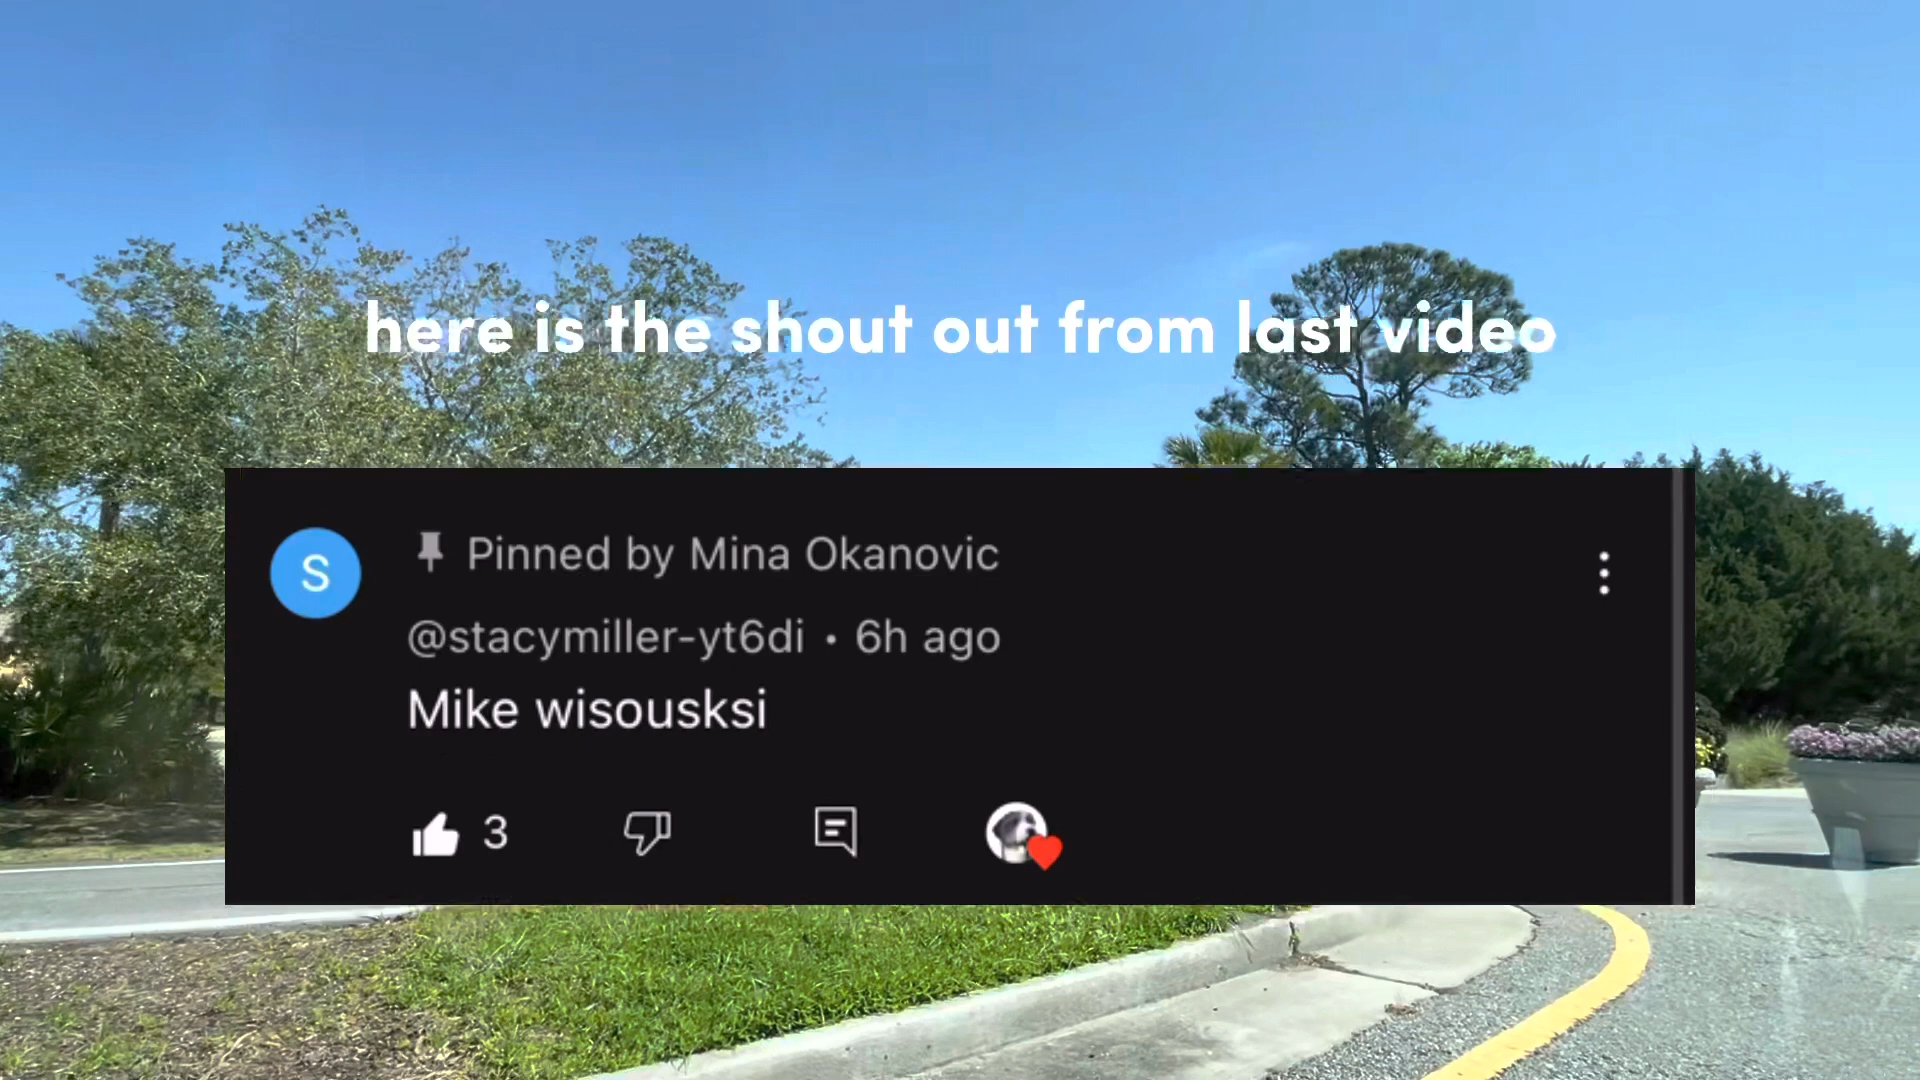 here is the shout out from last video
S
Pinned by Mina Okanovic
@stacymiller-yt6di • 6h ago
Mike wisousksi
3